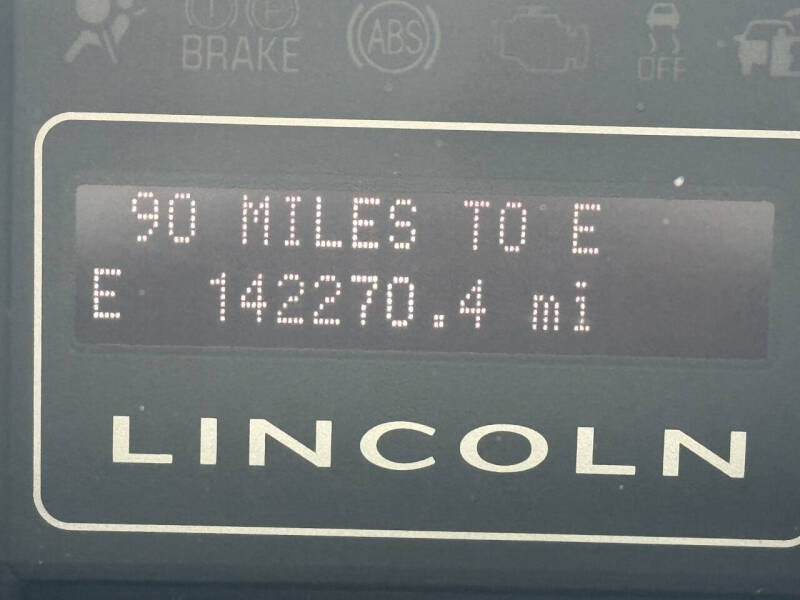 BRAKE
ABS
OFF
90 MILES TO E
E 142270.4 mi
LINCOLN